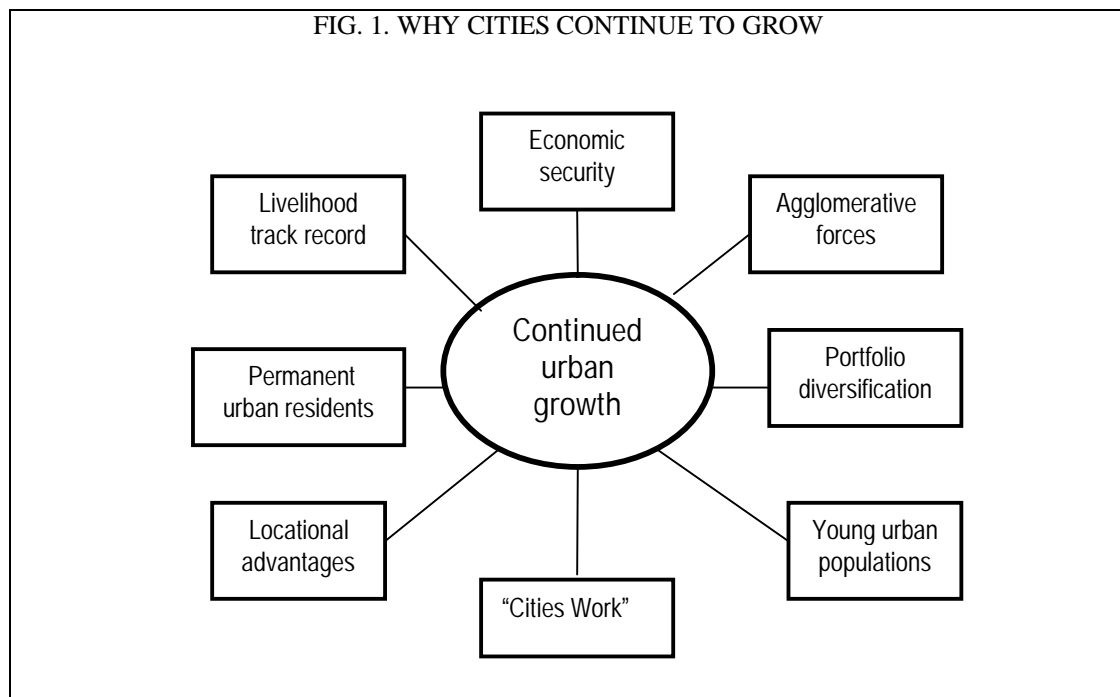 FIG. 1. WHY CITIES CONTINUE TO GROW
Economic
security
Livelihood
track record
Agglomerative
forces
Continued
urban
growth
Permanent
urban residents
Portfolio
diversification
Locational
advantages
Young urban
populations
“Cities Work”